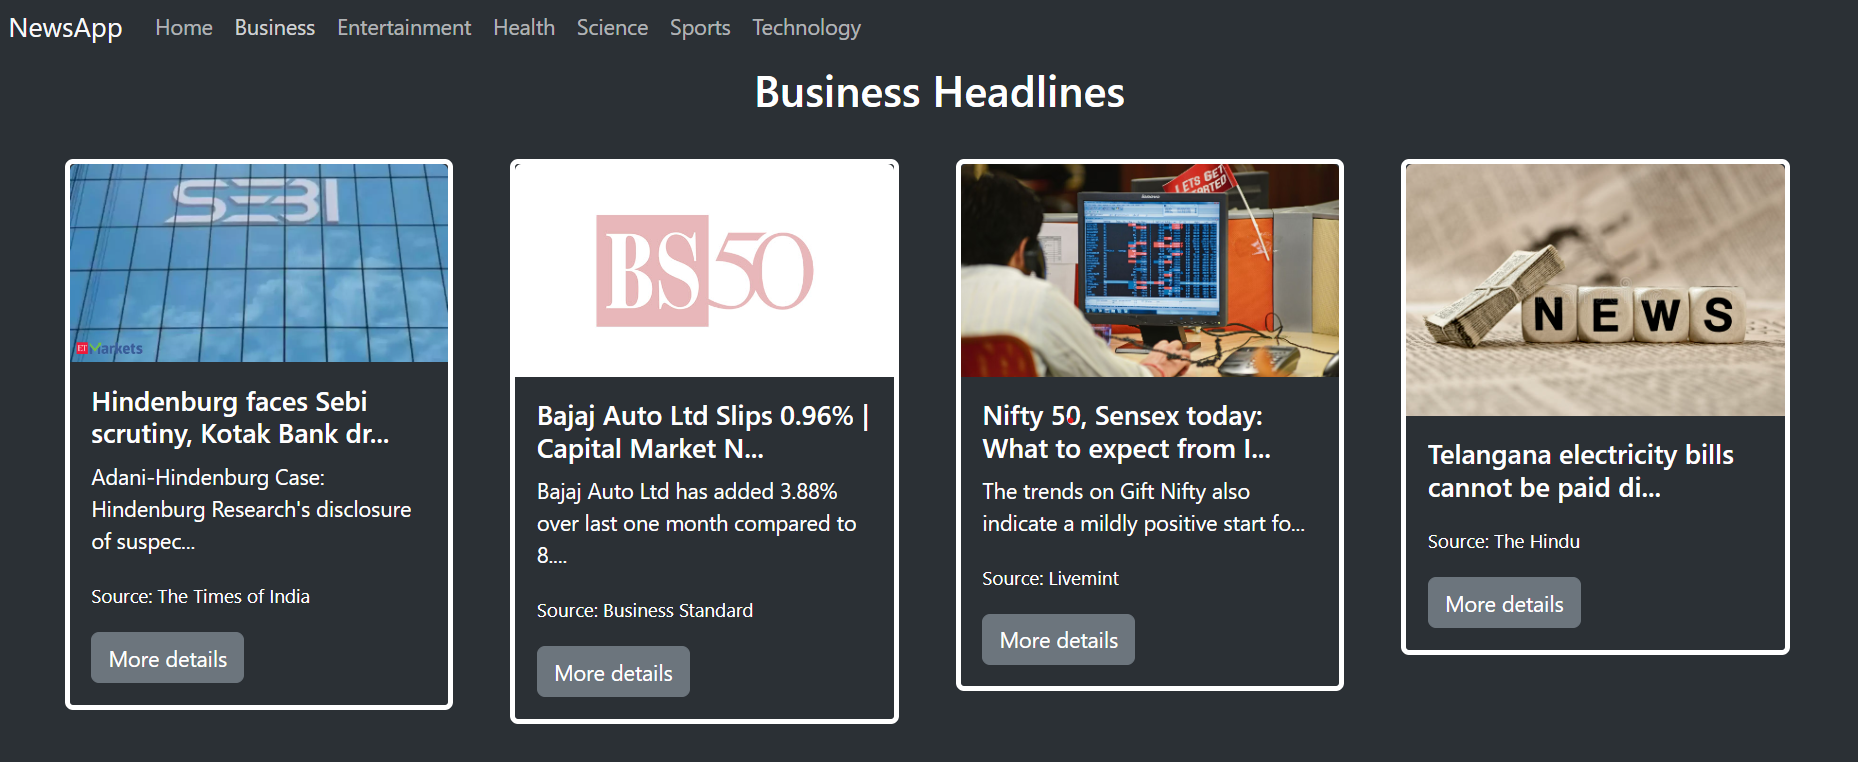 NewsApp Home Business Entertainment Health Science Sports Technology
Business Headlines
SEBI
ET Markets
Hindenburg faces Sebi
scrutiny, Kotak Bank dr...
Adani-Hindenburg Case:
Hindenburg Research's disclosure
of suspec...
Source: The Times of India
More details
BS50
Bajaj Auto Ltd Slips 0.96% |
Capital Market N...
Bajaj Auto Ltd has added 3.88%
over last one month compared to
8....
Source: Business Standard
More details
LETS GET
Nifty 50, Sensex today:
What to expect from I...
The trends on Gift Nifty also
indicate a mildly positive start fo...
Source: Livemint
More details
NEWS
Telangana electricity bills
cannot be paid di...
Source: The Hindu
More details